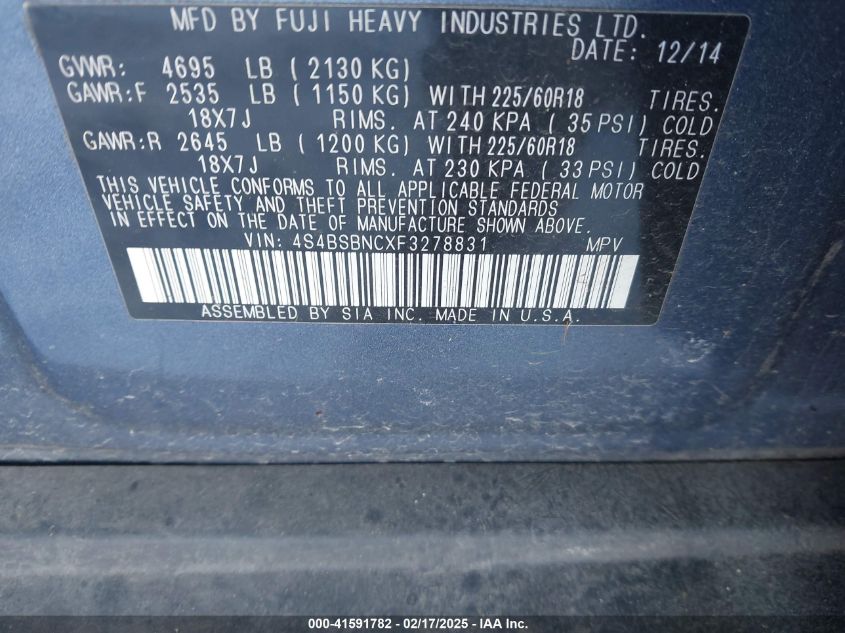 MFD BY FUJI HEAVY INDUSTRIES LTD.
DATE: 12/14
GVWR: 4695 LB ( 2130 KG)
GAWR:F 2535 LB ( 1150 KG) WITH 225/60R18 TIRES.
18X7J RIMS. AT 240 KPA ( 35 PSI) COLD
GAWR:R 2645 LB ( 1200 KG) WITH 225/60R18 TIRES.
18X7J RIMS. AT 230 KPA ( 33 PSI) COLD
THIS VEHICLE CONFORMS TO ALL APPLICABLE FEDERAL MOTOR
VEHICLE SAFETY AND THEFT PREVENTION STANDARDS
IN EFFECT ON THE DATE OF MANUFACTURE SHOWN ABOVE.
VIN: 4S4BSBNCXF3278831 MPV
ASSEMBLED BY SIA INC. MADE IN U.S.A.
000-41591782 - 02/17/2025 - IAA Inc.